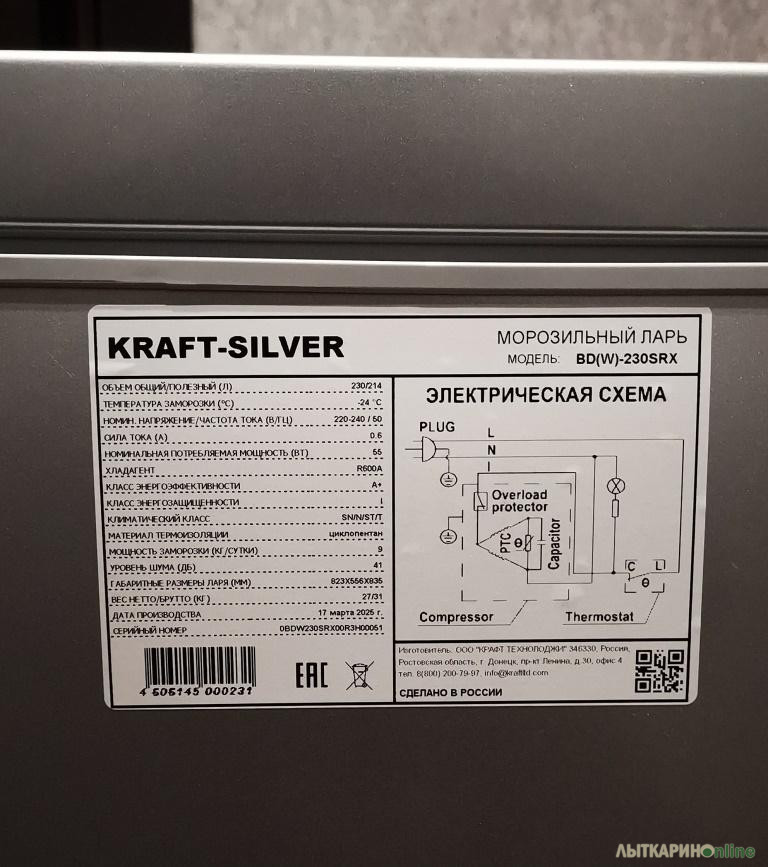 KRAFT-SILVER
МОРОЗИЛЬНЫЙ ЛАРЬ
МОДЕЛЬ: BD(W)-230SRX
ОБЪЕМ ОБЩИЙ/ПОЛЕЗНЫЙ (Л) 230/214
ТЕМПЕРАТУРА ЗАМОРОЗКИ (°С) -24 °C
НОМИН. НАПРЯЖЕНИЕ/ЧАСТОТА ТОКА (В/ГЦ) 220-240 / 50
СИЛА ТОКА (А) 0.6
НОМИНАЛЬНАЯ ПОТРЕБЛЯЕМАЯ МОЩНОСТЬ (ВТ) 55
ХЛАДАГЕНТ R600A
КЛАСС ЭНЕРГОЭФФЕКТИВНОСТИ A+
КЛАСС ЭНЕРГОЗАЩИЩЕННОСТИ I
КЛИМАТИЧЕСКИЙ КЛАСС SN/N/ST/T
МАТЕРИАЛ ТЕРМОИЗОЛЯЦИИ циклопентан
МОЩНОСТЬ ЗАМОРОЗКИ (КГ/СУТКИ) 9
УРОВЕНЬ ШУМА (ДБ) 41
ГАБАРИТНЫЕ РАЗМЕРЫ ЛАРЯ (ММ) 823X556X835
ВЕС НЕТТО/БРУТТО (КГ) 27/31
ДАТА ПРОИЗВОДСТВА 17 марта 2025 г.
СЕРИЙНЫЙ НОМЕР 0BDW230SRX00R3H00061
4 606145 000231
EAC
ЭЛЕКТРИЧЕСКАЯ СХЕМА
PLUG
L
N
I
Overload
protector
PTC
θ
Capacitor
C L
θ
Compressor
Thermostat
Изготовитель: ООО "КРАФТ ТЕХНОЛОДЖИ" 346330, Россия,
Ростовская область, г. Донецк, пр-кт Ленина, д.30, офис 4
тел. 8(800) 200-79-97, info@kraftltd.com
СДЕЛАНО В РОССИИ
ЛЫТКАРИНОonline